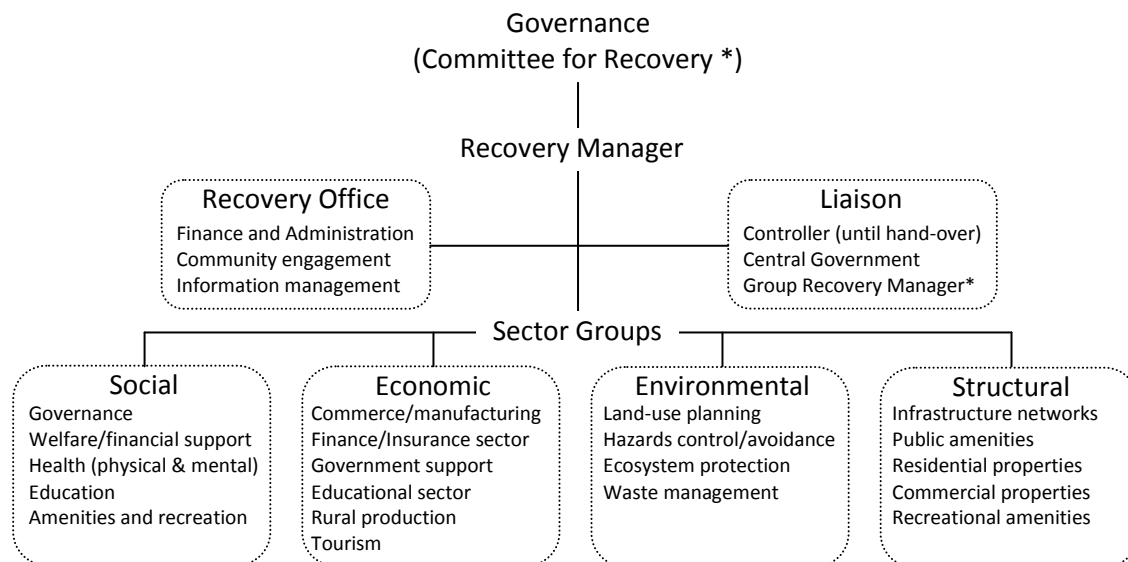 Governance
(Committee for Recovery *)
Recovery Manager
Recovery Office
Finance and Administration
Community engagement
Information management
Liaison
Controller (until hand-over)
Central Government
Group Recovery Manager*
Sector Groups
Social
Governance
Welfare/financial support
Health (physical & mental)
Education
Amenities and recreation
Economic
Commerce/manufacturing
Finance/Insurance sector
Government support
Educational sector
Rural production
Tourism
Environmental
Land-use planning
Hazards control/avoidance
Ecosystem protection
Waste management
Structural
Infrastructure networks
Public amenities
Residential properties
Commercial properties
Recreational amenities